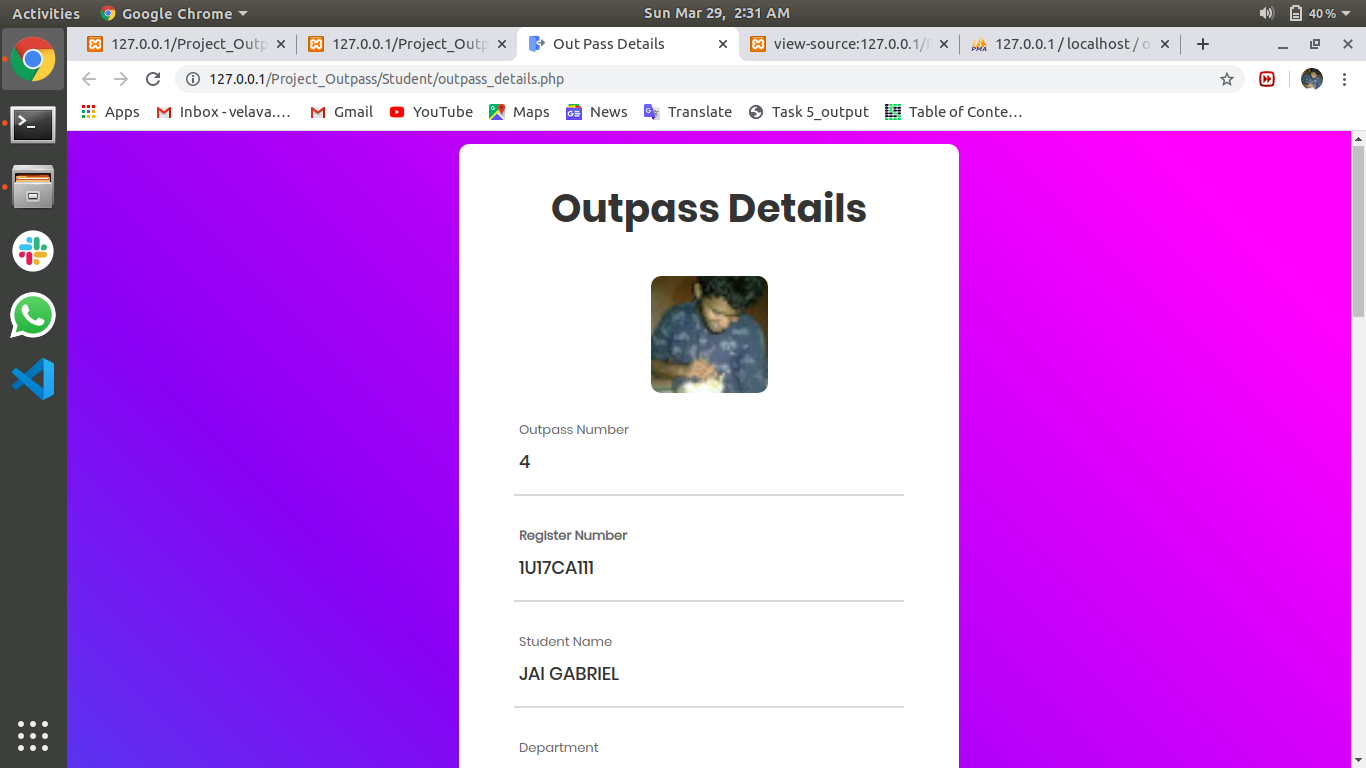 Activities Google Chrome Sun Mar 29, 2:31 AM 40 %
127.0.0.1/Project_Outp 127.0.0.1/Project_Outp Out Pass Details view-source:127.0.0.1/ 127.0.0.1 / localhost / o
127.0.0.1/Project_Outpass/Student/outpass_details.php
Apps Inbox - velava.... Gmail YouTube Maps News Translate Task 5_output Table of Conte...
Outpass Details
Outpass Number
4
Register Number
1U17CA111
Student Name
JAI GABRIEL
Department